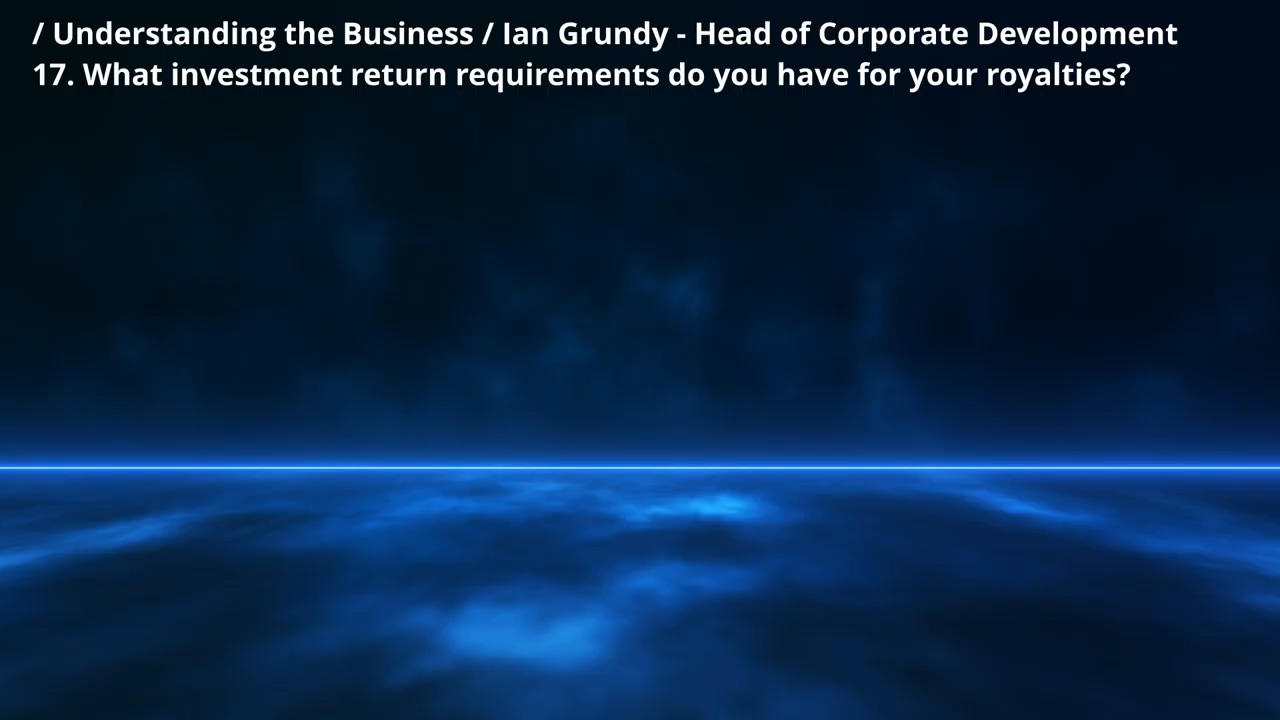 / Understanding the Business / Ian Grundy - Head of Corporate Development
17. What investment return requirements do you have for your royalties?